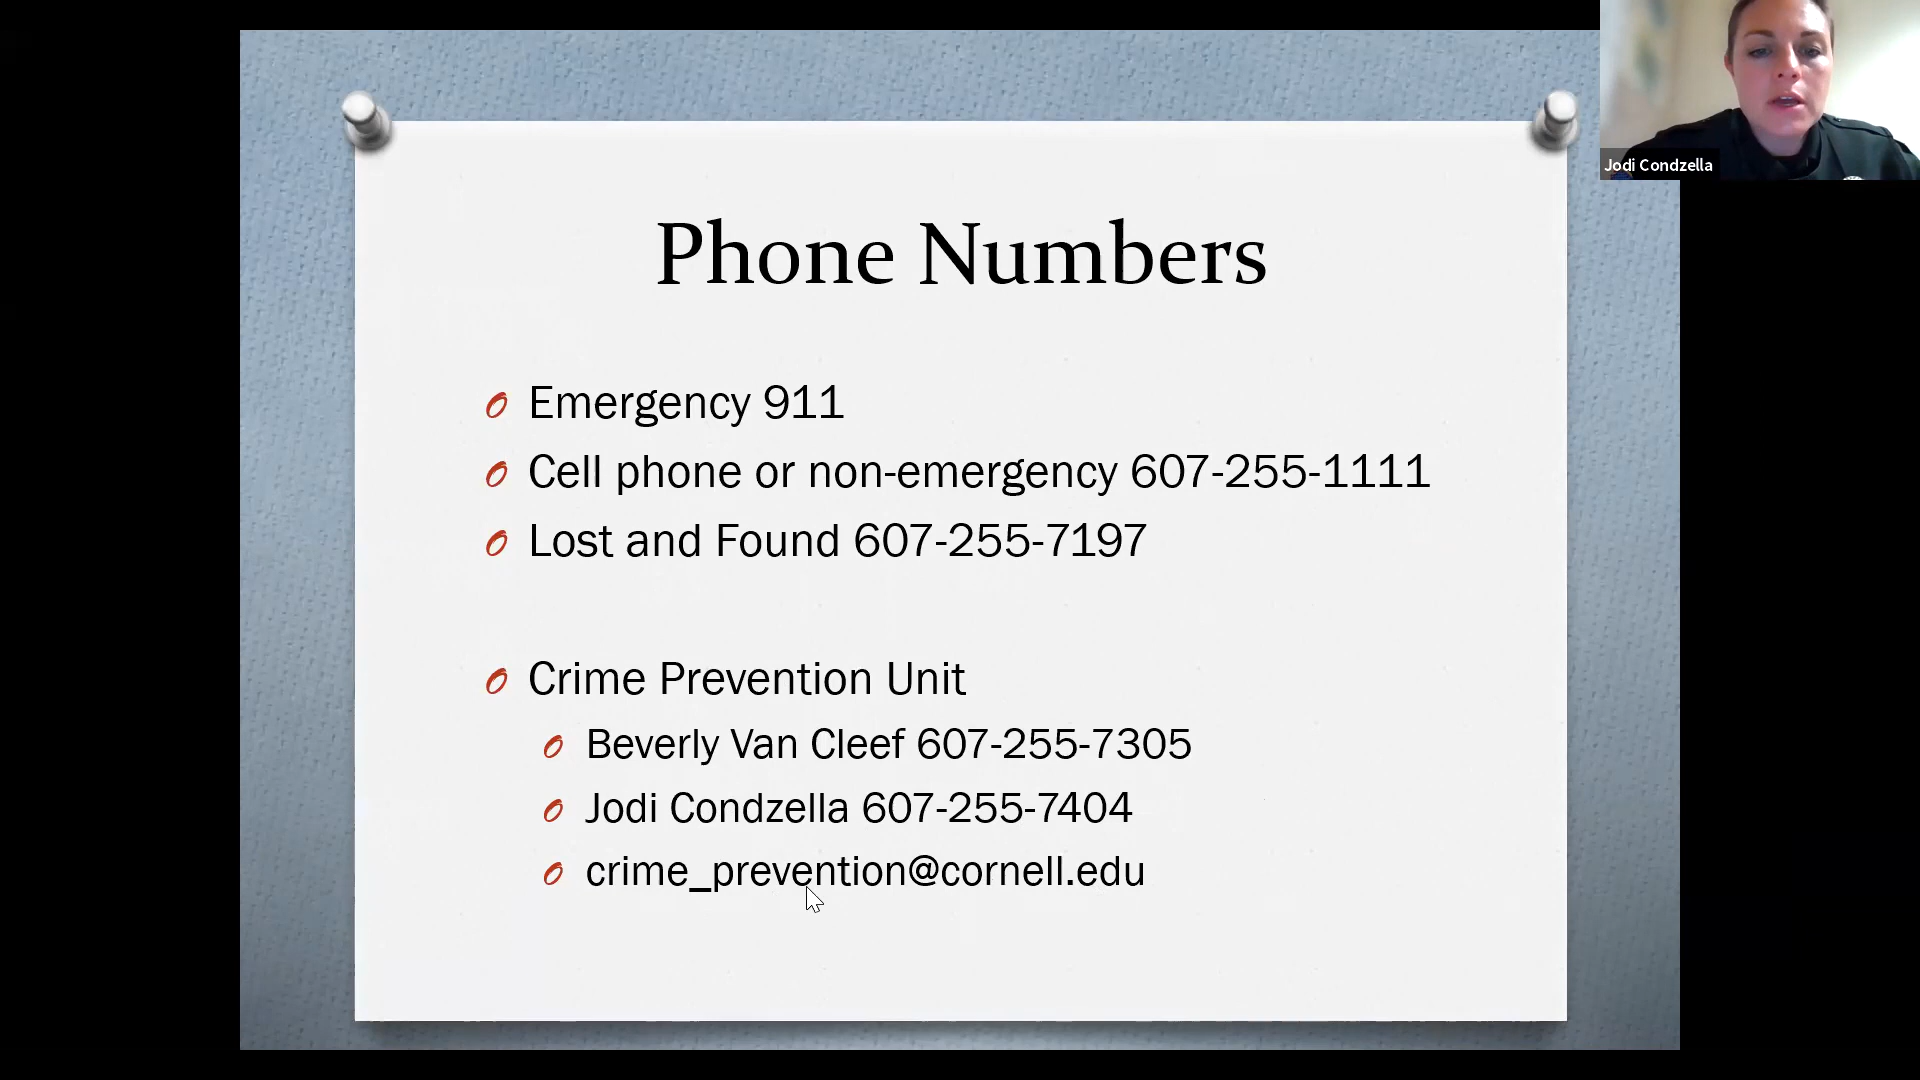 Phone Numbers
Emergency 911
Cell phone or non-emergency 607-255-1111
Lost and Found 607-255-7197
Crime Prevention Unit
Beverly Van Cleef 607-255-7305
Jodi Condzella 607-255-7404
crime_prevention@cornell.edu
Jodi Condzella